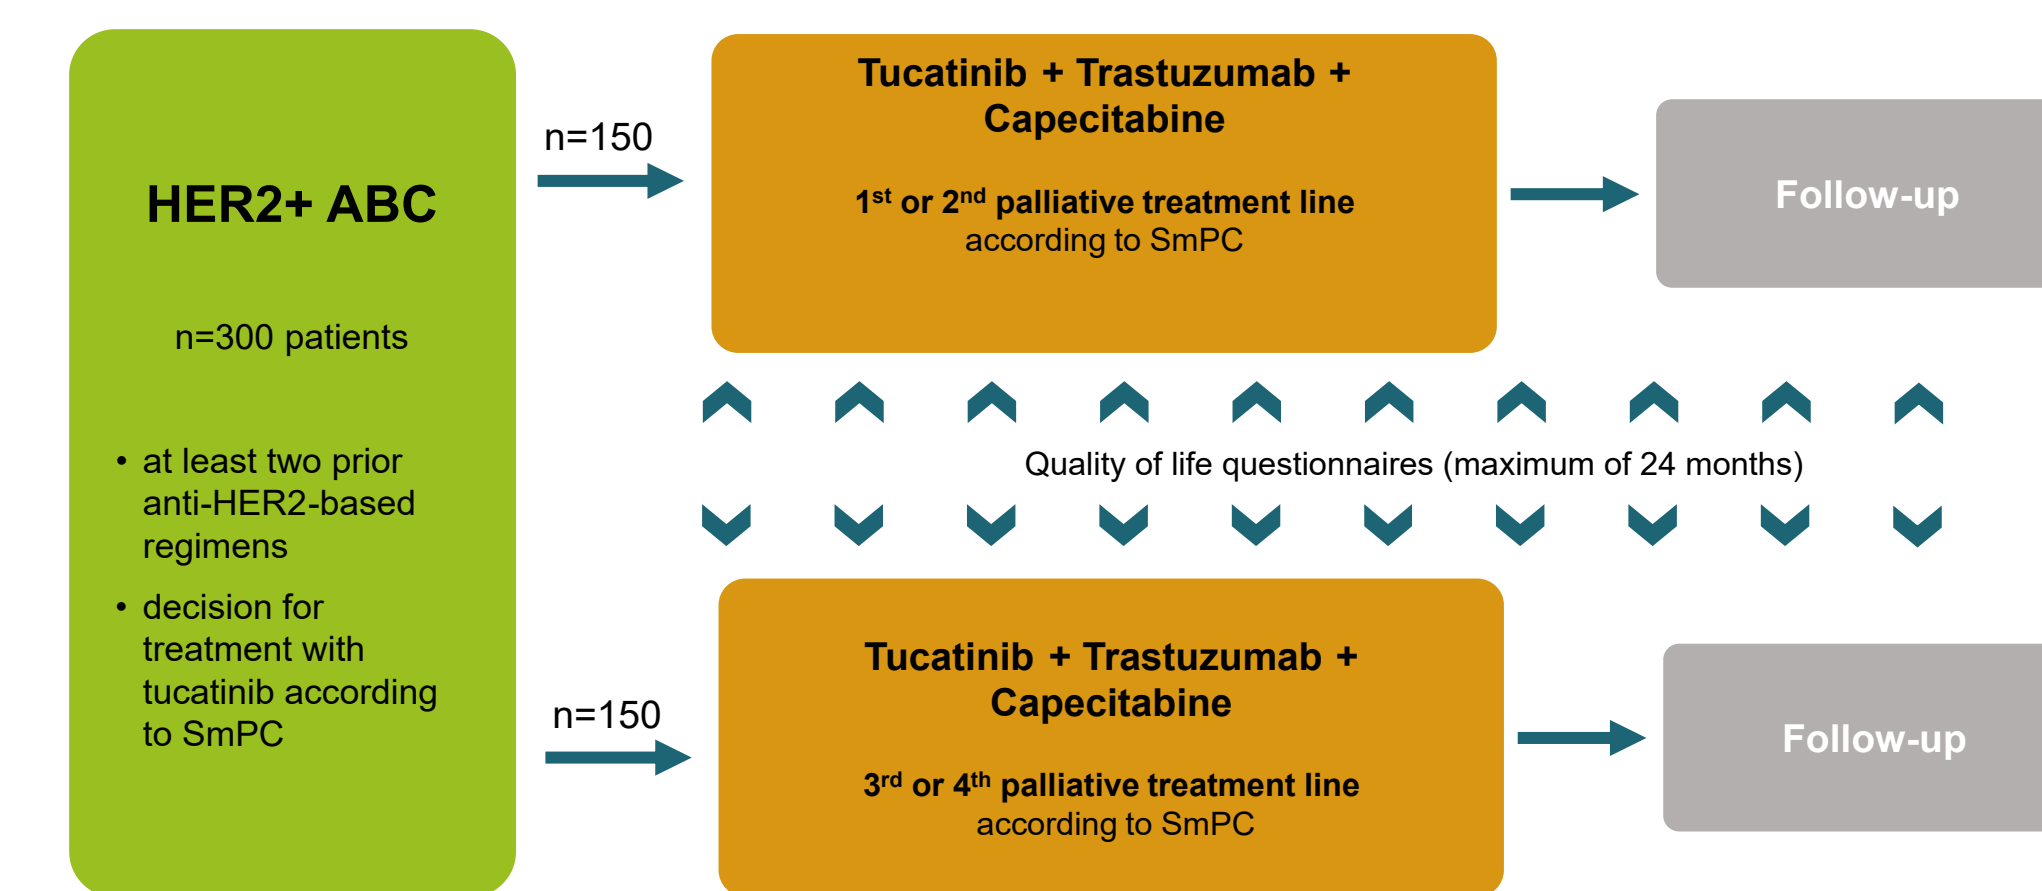 HER2+ ABC
n=300 patients
• at least two prior
anti-HER2-based
regimens
• decision for
treatment with
tucatinib according
to SmPC
n=150
Tucatinib + Trastuzumab +
Capecitabine
1st or 2nd palliative treatment line
according to SmPC
Follow-up
Quality of life questionnaires (maximum of 24 months)
n=150
Tucatinib + Trastuzumab +
Capecitabine
3rd or 4th palliative treatment line
according to SmPC
Follow-up